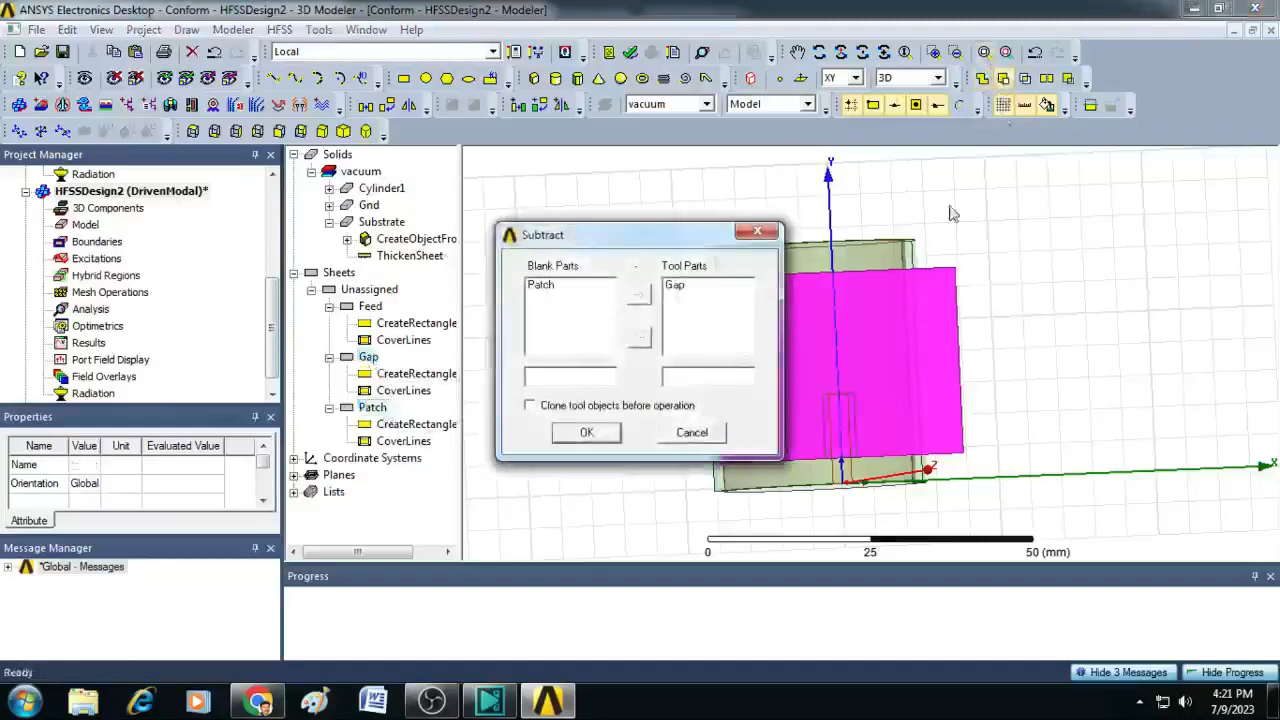 ANSYS Electronics Desktop - Conform - HFSSDesign2 - 3D Modeler - [Conform - HFSSDesign2 - Modeler]
File Edit View Project Draw Modeler HFSS Tools Window Help
Local
XY 3D
vacuum Model
Project Manager
Radiation
HFSSDesign2 (DrivenModal)*
3D Components
Model
Boundaries
Excitations
Hybrid Regions
Mesh Operations
Analysis
Optimetrics
Results
Port Field Display
Field Overlays
Radiation
Properties
Name Value Unit Evaluated Value
Name
Orientation Global
Attribute
Message Manager
*Global - Messages
Solids
vacuum
Cylinder1
Gnd
Substrate
CreateObjectFro
ThickenSheet
Sheets
Unassigned
Feed
CreateRectangle
CoverLines
Gap
CreateRectangle
CoverLines
Patch
CreateRectangle
CoverLines
Coordinate Systems
Planes
Lists
Subtract
Blank Parts - Tool Parts
Patch Gap
Clone tool objects before operation
OK Cancel
Y
Z
X
0 25 50 (mm)
Progress
Ready
Hide 3 Messages Hide Progress
4:21 PM
7/9/2023